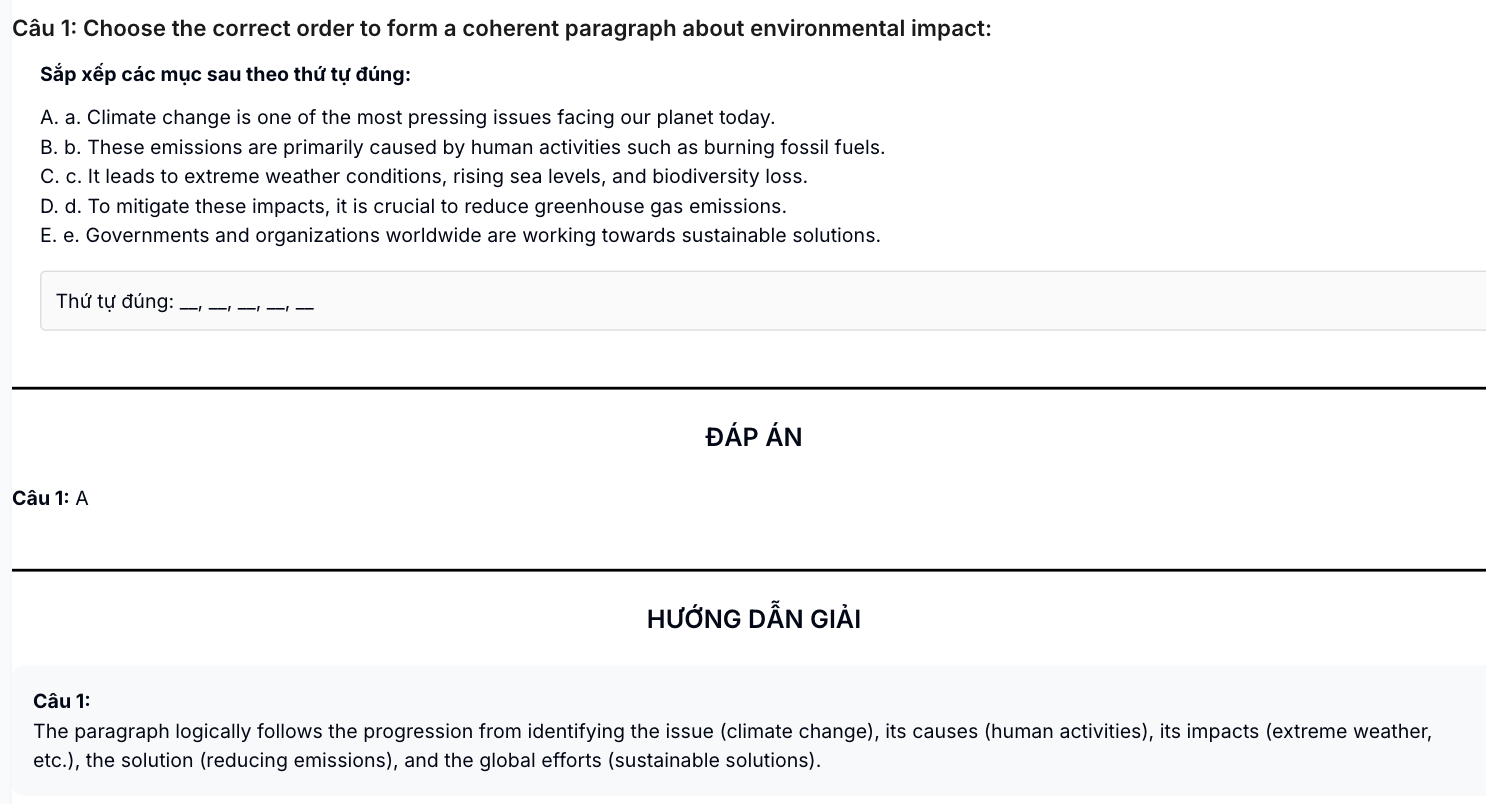 Câu 1: Choose the correct order to form a coherent paragraph about environmental impact:
Sắp xếp các mục sau theo thứ tự đúng:
A. a. Climate change is one of the most pressing issues facing our planet today.
B. b. These emissions are primarily caused by human activities such as burning fossil fuels.
C. c. It leads to extreme weather conditions, rising sea levels, and biodiversity loss.
D. d. To mitigate these impacts, it is crucial to reduce greenhouse gas emissions.
E. e. Governments and organizations worldwide are working towards sustainable solutions.
Thứ tự đúng: __, __, __, __, __
ĐÁP ÁN
Câu 1: A
HƯỚNG DẪN GIẢI
Câu 1:
The paragraph logically follows the progression from identifying the issue (climate change), its causes (human activities), its impacts (extreme weather,
etc.), the solution (reducing emissions), and the global efforts (sustainable solutions).